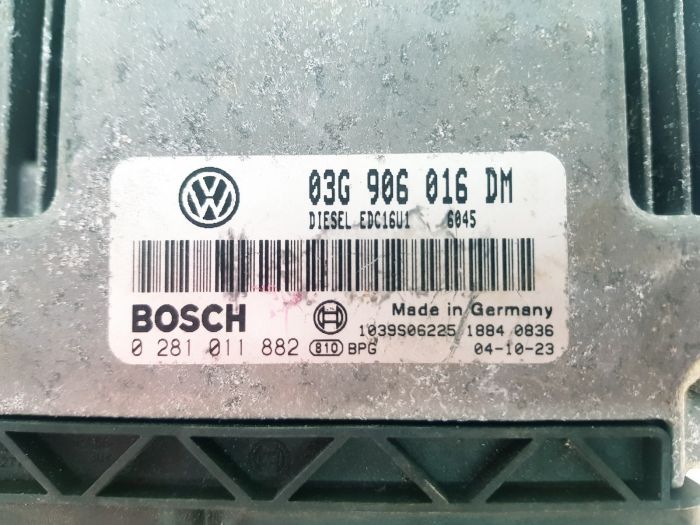 03G 906 016 DM
DIESEL EDC16U1 6045
BOSCH
Made in Germany
1039S06225 1884 0836
0 281 011 882 810 BPG 04-10-23